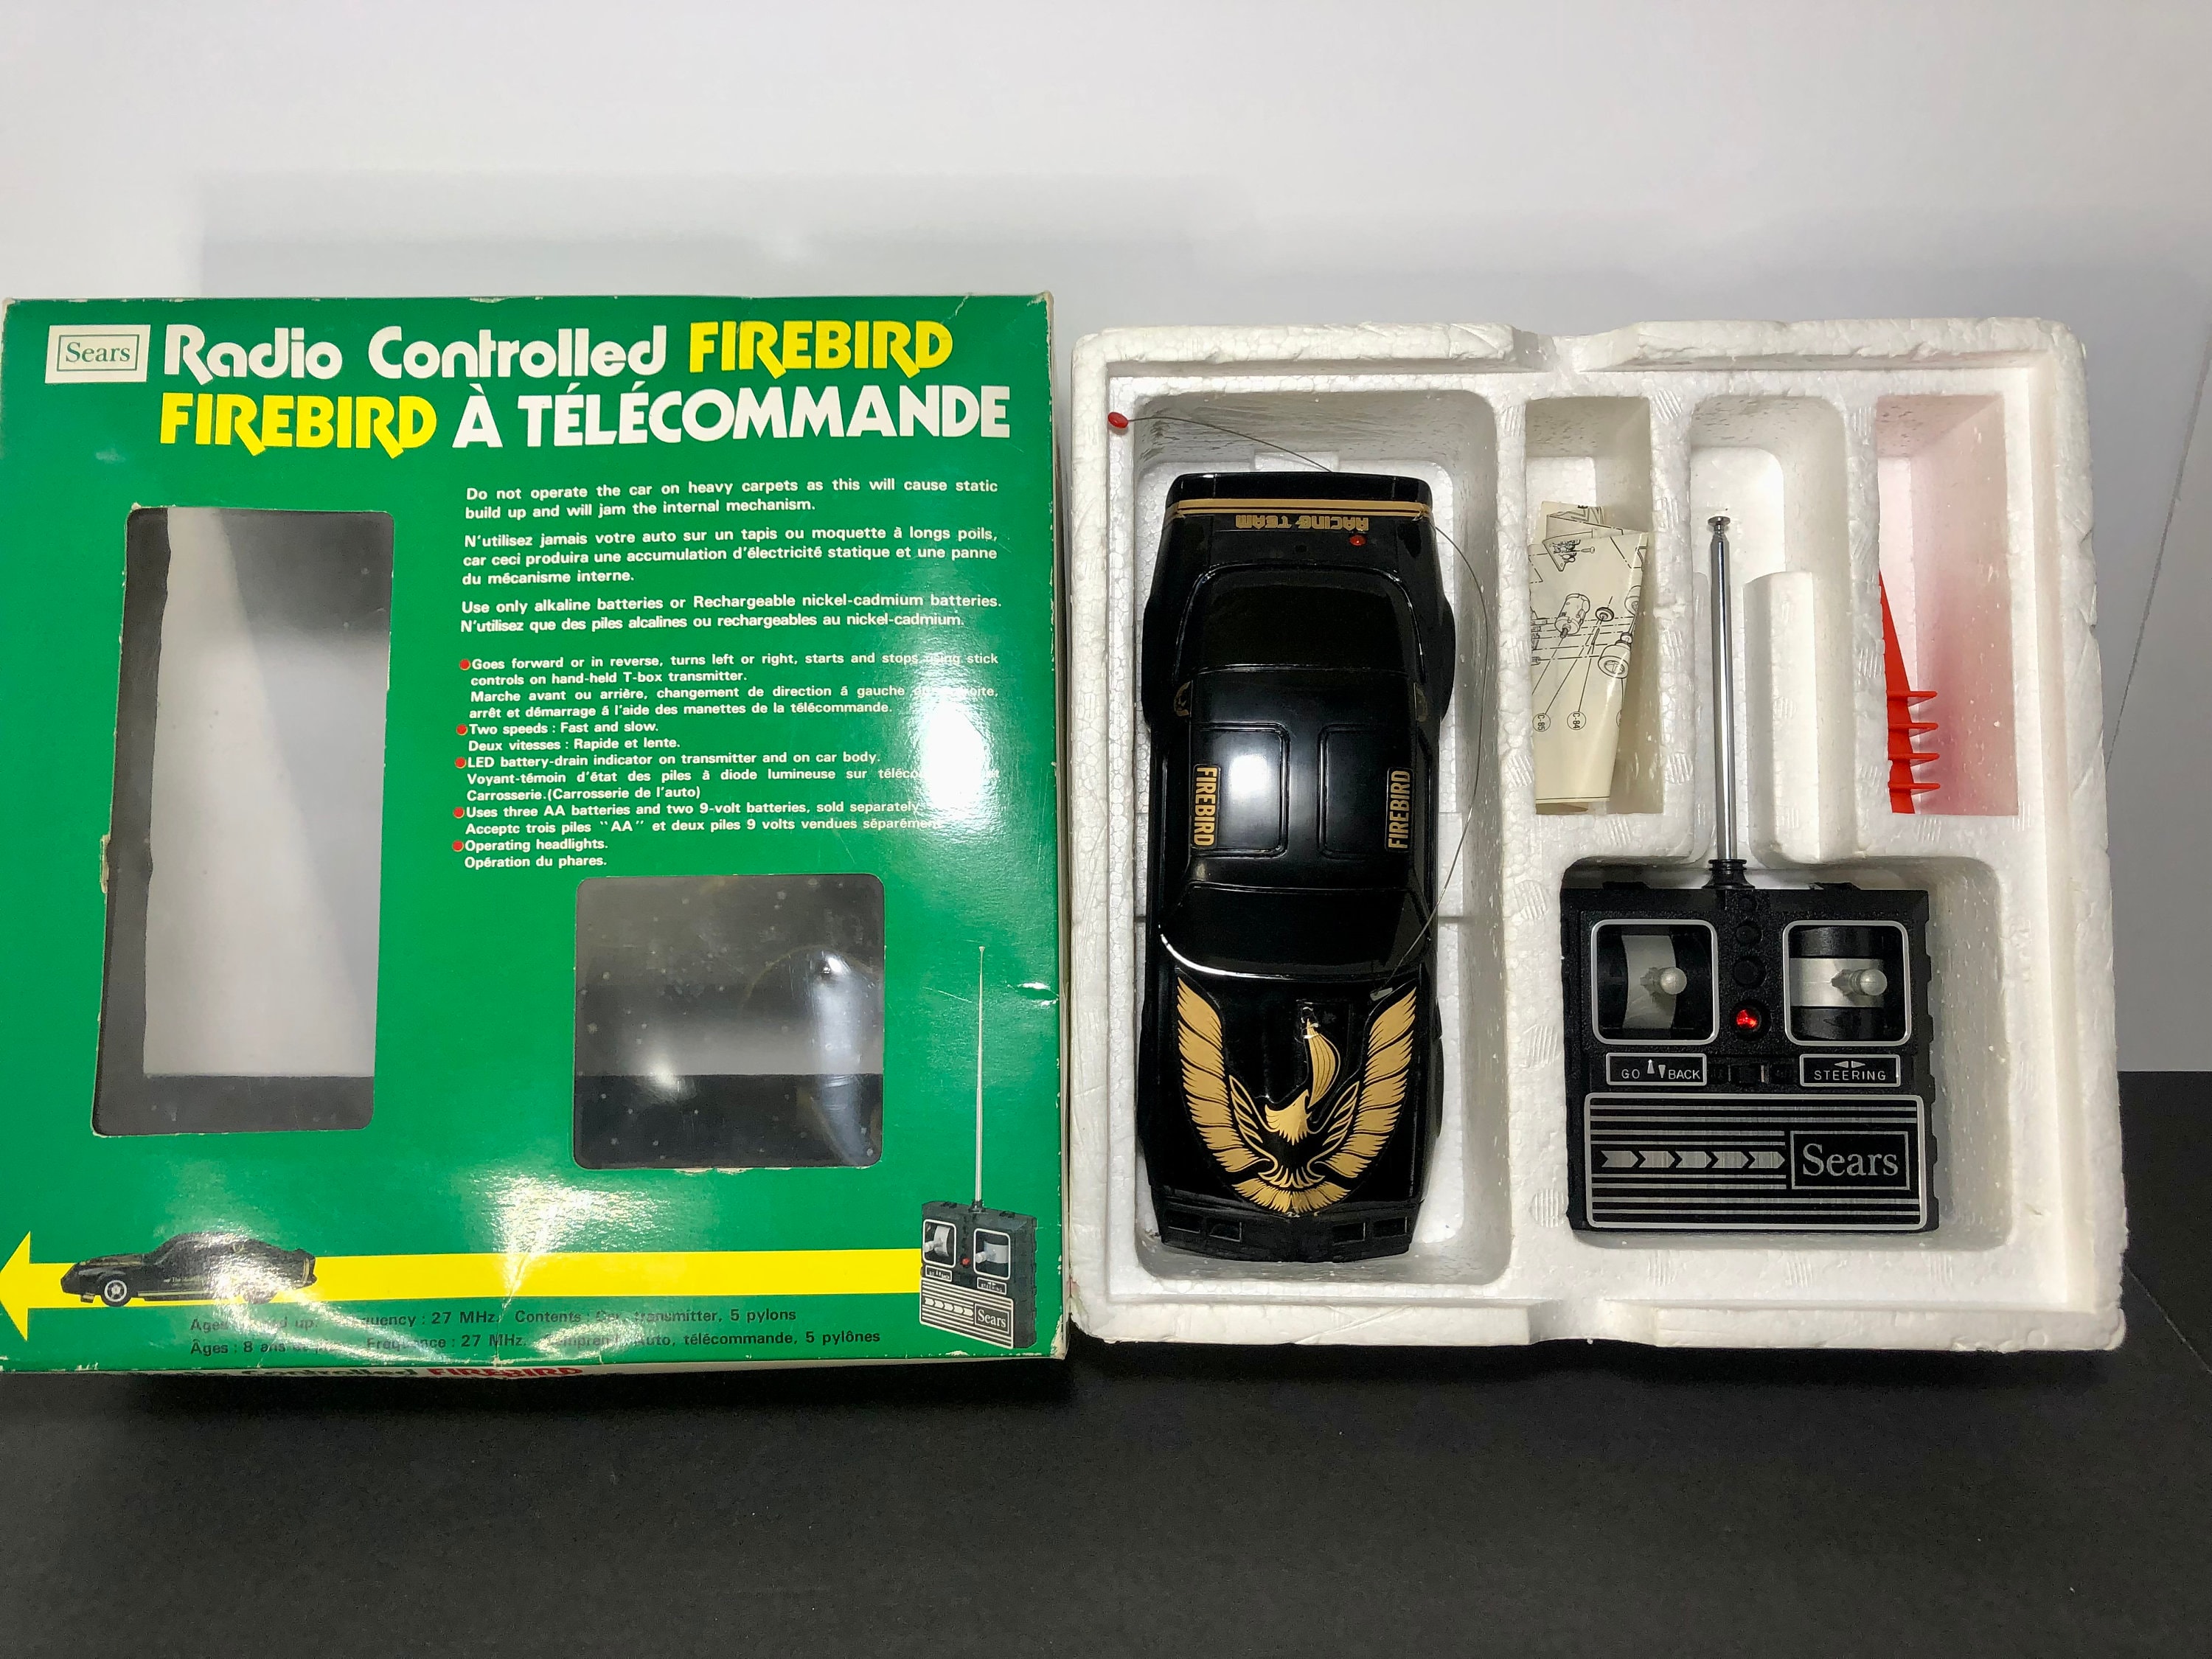 Sears
Radio Controlled FIREBIRD
FIREBIRD À TÉLÉCOMMANDE
Do not operate the car on heavy carpets as this will cause static
build up and will jam the internal mechanism.
N'utilisez jamais votre auto sur un tapis ou moquette à longs poils,
car ceci produira une accumulation d'électricité statique et une panne
du mécanisme interne.
Use only alkaline batteries or Rechargeable nickel-cadmium batteries.
N'utilisez que des piles alcalines ou rechargeables au nickel-cadmium.
Goes forward or in reverse, turns left or right, starts and stops using stick
controls on hand-held T-box transmitter.
Marche avant ou arrière, changement de direction á gauche
arrêt et démarrage á l'aide des manettes de la télécommande.
Two speeds : Fast and slow.
Deux vitesses : Rapide et lente.
LED battery-drain indicator on transmitter and on car body.
Voyant-témoin d'état des piles à diode lumineuse sur
Carrosserie.(Carrosserie de l'auto)
Uses three AA batteries and two 9-volt batteries, sold separately
Acceptc trois piles "AA" et deux piles 9 volts vendues
Operating headlights.
Opération du phares.
Ages up. 27 MHz. Contents : transmitter, 5 pylons
Âges : 8 ans Fréquence : 27 MHz. auto, télécommande, 5 pylônes
Sears
Controlled FIREBIRD
RACING TEAM
FIREBIRD
FIREBIRD
C-85
C-84
GO BACK
STEERING
Sears